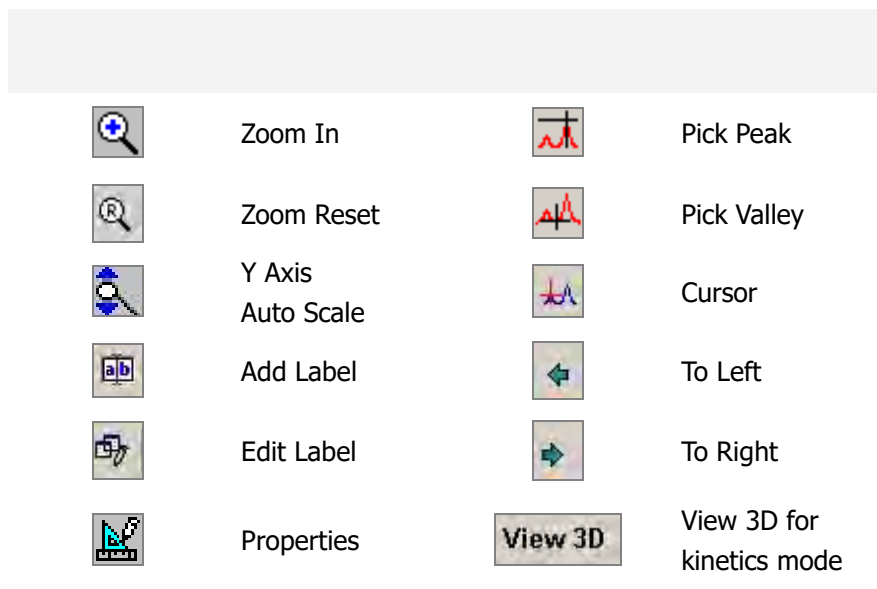 Zoom In
Pick Peak
R
Zoom Reset
Pick Valley
Y Axis
Auto Scale
Cursor
ab
Add Label
To Left
Edit Label
To Right
Properties
View 3D
View 3D for
kinetics mode